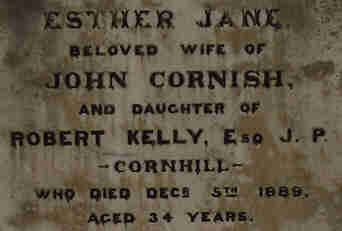 ESTHER JANE,
BELOVED WIFE OF
JOHN CORNISH,
AND DAUGHTER OF
ROBERT KELLY, ESQ J. P.
-CORNHILL-
WHO DIED DECR 5TH 1889.
AGED 34 YEARS.